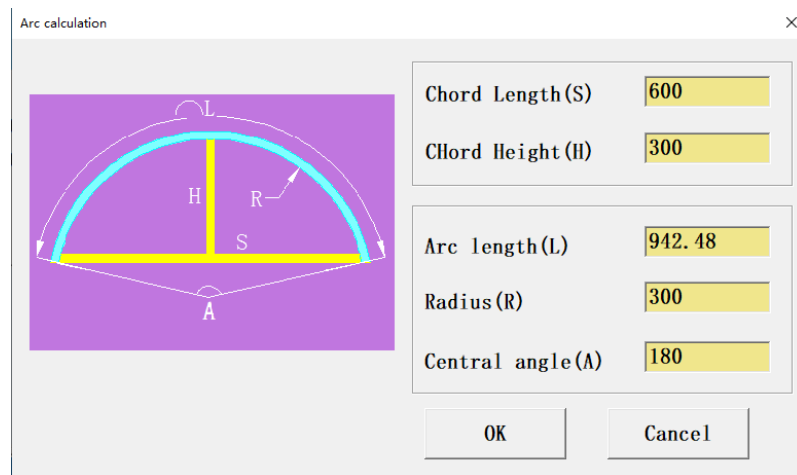 Arc calculation
L
H
R
S
A
Chord Length(S) 600
CHord Height(H) 300
Arc length(L) 942.48
Radius(R) 300
Central angle(A) 180
OK Cancel